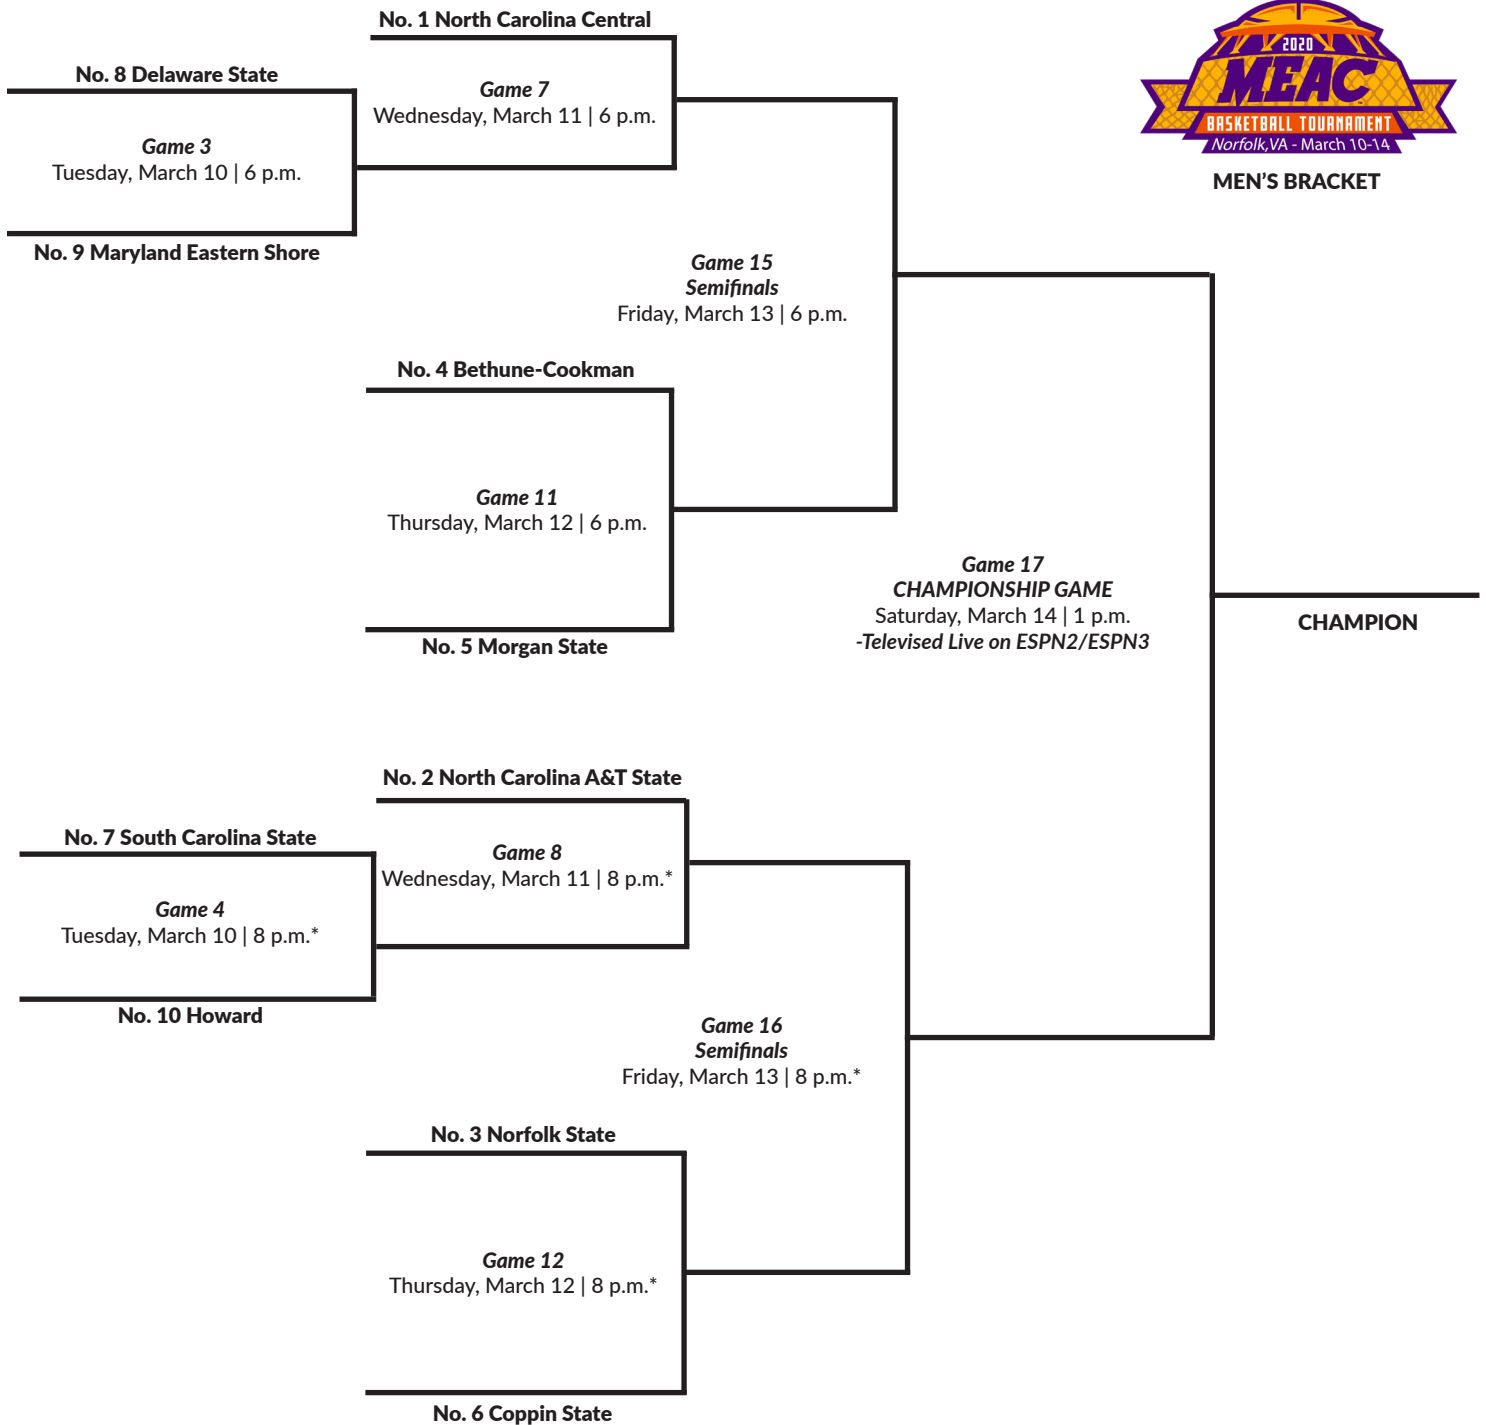 No. 1 North Carolina Central
No. 8 Delaware State
Game 7
Wednesday, March 11 | 6 p.m.
Game 3
Tuesday, March 10 | 6 p.m.
No. 9 Maryland Eastern Shore
2020
MEAC
BASKETBALL TOURNAMENT
Norfolk,VA - March 10-14
MEN’S BRACKET
Game 15
Semifinals
Friday, March 13 | 6 p.m.
No. 4 Bethune-Cookman
Game 11
Thursday, March 12 | 6 p.m.
No. 5 Morgan State
Game 17
CHAMPIONSHIP GAME
Saturday, March 14 | 1 p.m.
-Televised Live on ESPN2/ESPN3
CHAMPION
No. 2 North Carolina A&T State
No. 7 South Carolina State
Game 8
Wednesday, March 11 | 8 p.m.*
Game 4
Tuesday, March 10 | 8 p.m.*
No. 10 Howard
Game 16
Semifinals
Friday, March 13 | 8 p.m.*
No. 3 Norfolk State
Game 12
Thursday, March 12 | 8 p.m.*
No. 6 Coppin State